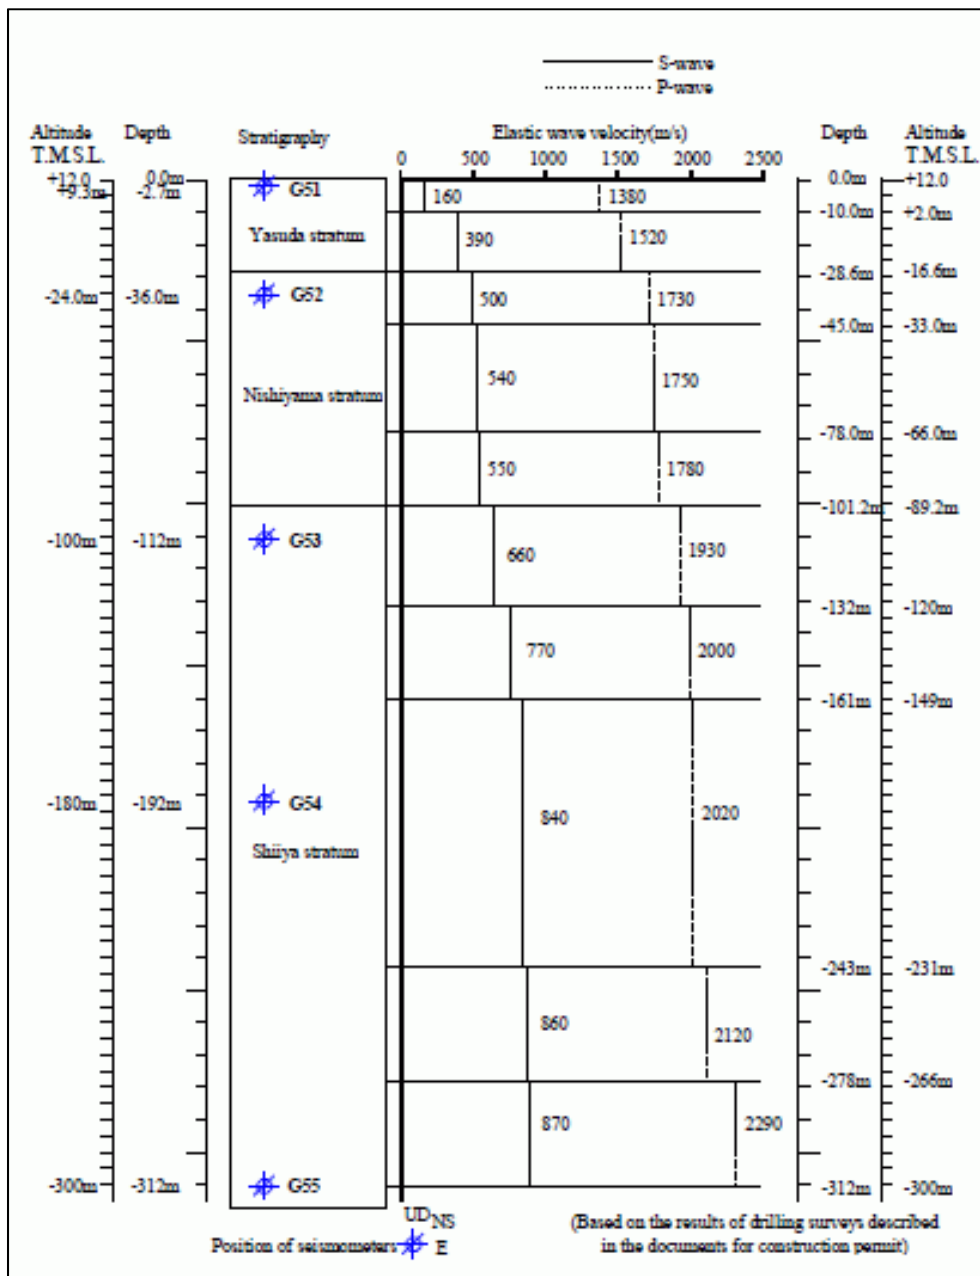 S-wave
P-wave
Altitude Depth Stratigraphy Elastic wave velocity(m/s) Depth Altitude
T.M.S.L. 0 500 1000 1500 2000 2500 T.M.S.L.
+12.0 0.0m 0.0m +12.0
+9.3m -2.7m G51 160 1380
-10.0m +2.0m
Yasuda stratum 390 1520
-28.6m -16.6m
-24.0m -36.0m G52 500 1730
-45.0m -33.0m
540 1750
Nishiyama stratum
-78.0m -66.0m
550 1780
-101.2m -89.2m
-100m -112m G53 660 1930
-132m -120m
770 2000
-161m -149m
-180m -192m G54
840 2020
Shiiya stratum
-243m -231m
860 2120
-278m -266m
870 2290
-300m -312m G55 -312m -300m
UD NS
Position of seismometers E
(Based on the results of drilling surveys described
in the documents for construction permit)